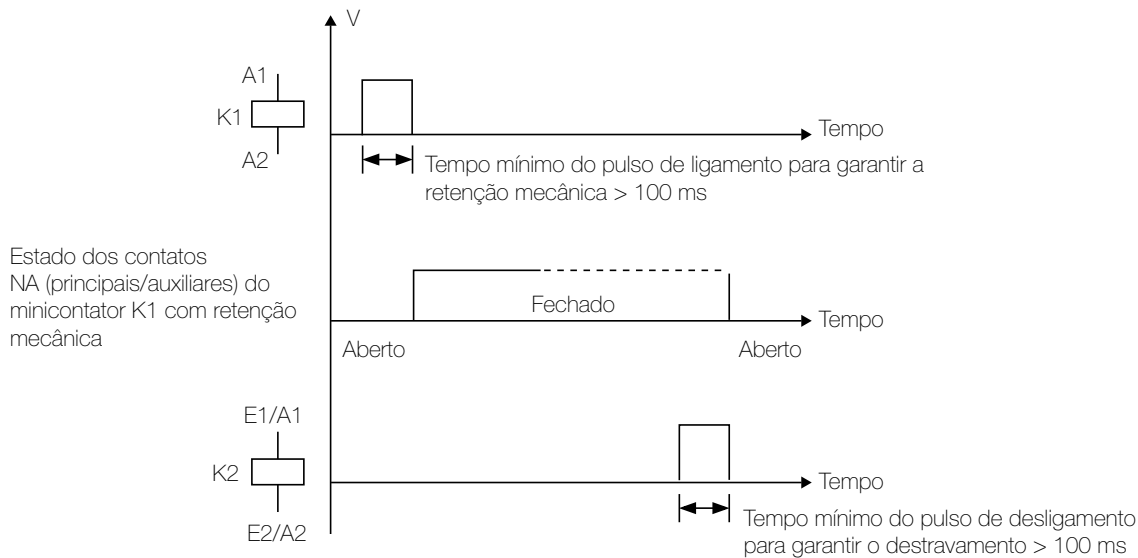 V
A1
K1
A2
Tempo
Tempo mínimo do pulso de ligamento para garantir a
retenção mecânica > 100 ms
Estado dos contatos
NA (principais/auxiliares) do
minicontator K1 com retenção
mecânica
Fechado
Tempo
Aberto
Aberto
E1/A1
K2
E2/A2
Tempo
Tempo mínimo do pulso de desligamento
para garantir o destravamento > 100 ms